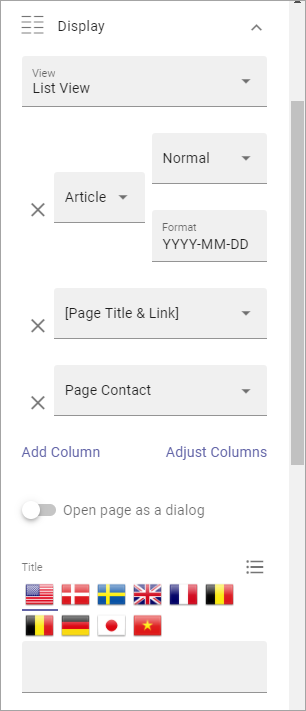 Display
View
List View
Normal
Article
Format
YYYY-MM-DD
[Page Title & Link]
Page Contact
Add Column
Adjust Columns
Open page as a dialog
Title